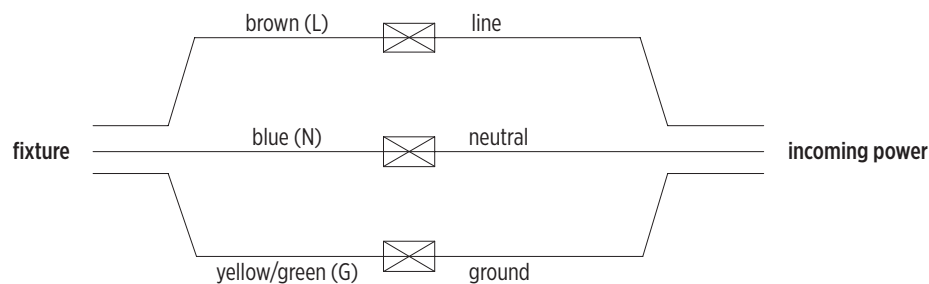 brown (L) line
fixture blue (N) neutral incoming power
yellow/green (G) ground